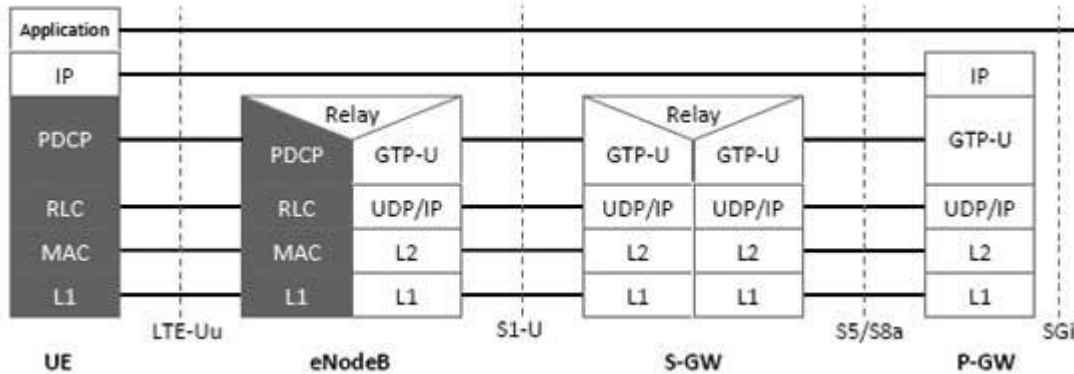 Application
IP IP
Relay Relay
PDCP GTP-U
PDCP GTP-U GTP-U GTP-U
RLC RLC UDP/IP UDP/IP UDP/IP UDP/IP
MAC MAC L2 L2 L2 L2
L1 L1 L1 L1 L1 L1
LTE-Uu S1-U S5/S8a SGi
UE eNodeB S-GW P-GW